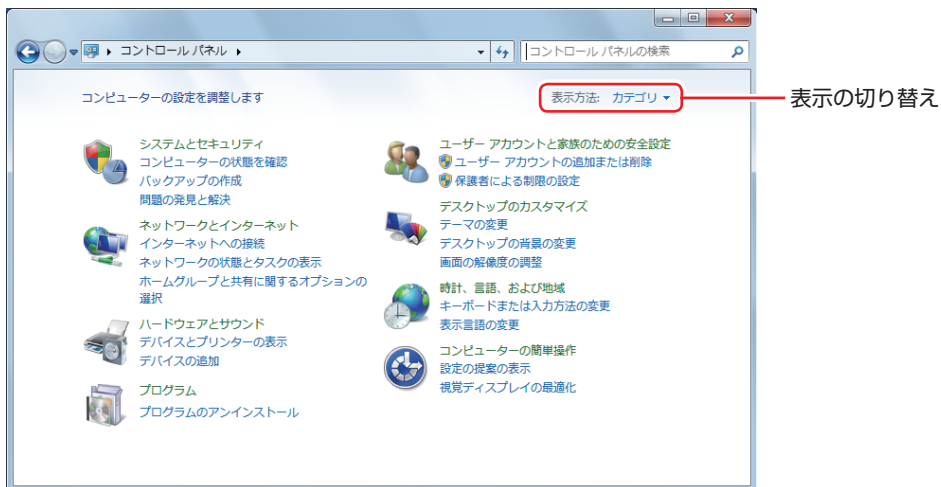 コントロール パネル
コントロール パネルの検索
コンピューターの設定を調整します
表示方法: カテゴリ
表示の切り替え
システムとセキュリティ
コンピューターの状態を確認
バックアップの作成
問題の発見と解決
ネットワークとインターネット
インターネットへの接続
ネットワークの状態とタスクの表示
ホームグループと共有に関するオプションの
選択
ハードウェアとサウンド
デバイスとプリンターの表示
デバイスの追加
プログラム
プログラムのアンインストール
ユーザー アカウントと家族のための安全設定
ユーザー アカウントの追加または削除
保護者による制限の設定
デスクトップのカスタマイズ
テーマの変更
デスクトップの背景の変更
画面の解像度の調整
時計、言語、および地域
キーボードまたは入力方法の変更
表示言語の変更
コンピューターの簡単操作
設定の提案の表示
視覚ディスプレイの最適化